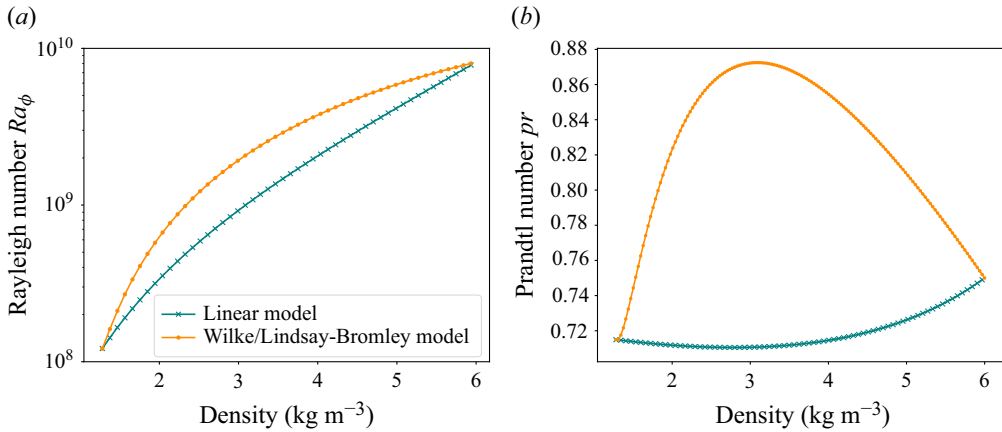 (a)
(b)
Rayleigh number Ra_ϕ
10^10
10^9
10^8
Linear model
Wilke/Lindsay-Bromley model
2 3 4 5 6
Density (kg m^−3)
Prandtl number pr
0.88
0.86
0.84
0.82
0.80
0.78
0.76
0.74
0.72
2 3 4 5 6
Density (kg m^−3)